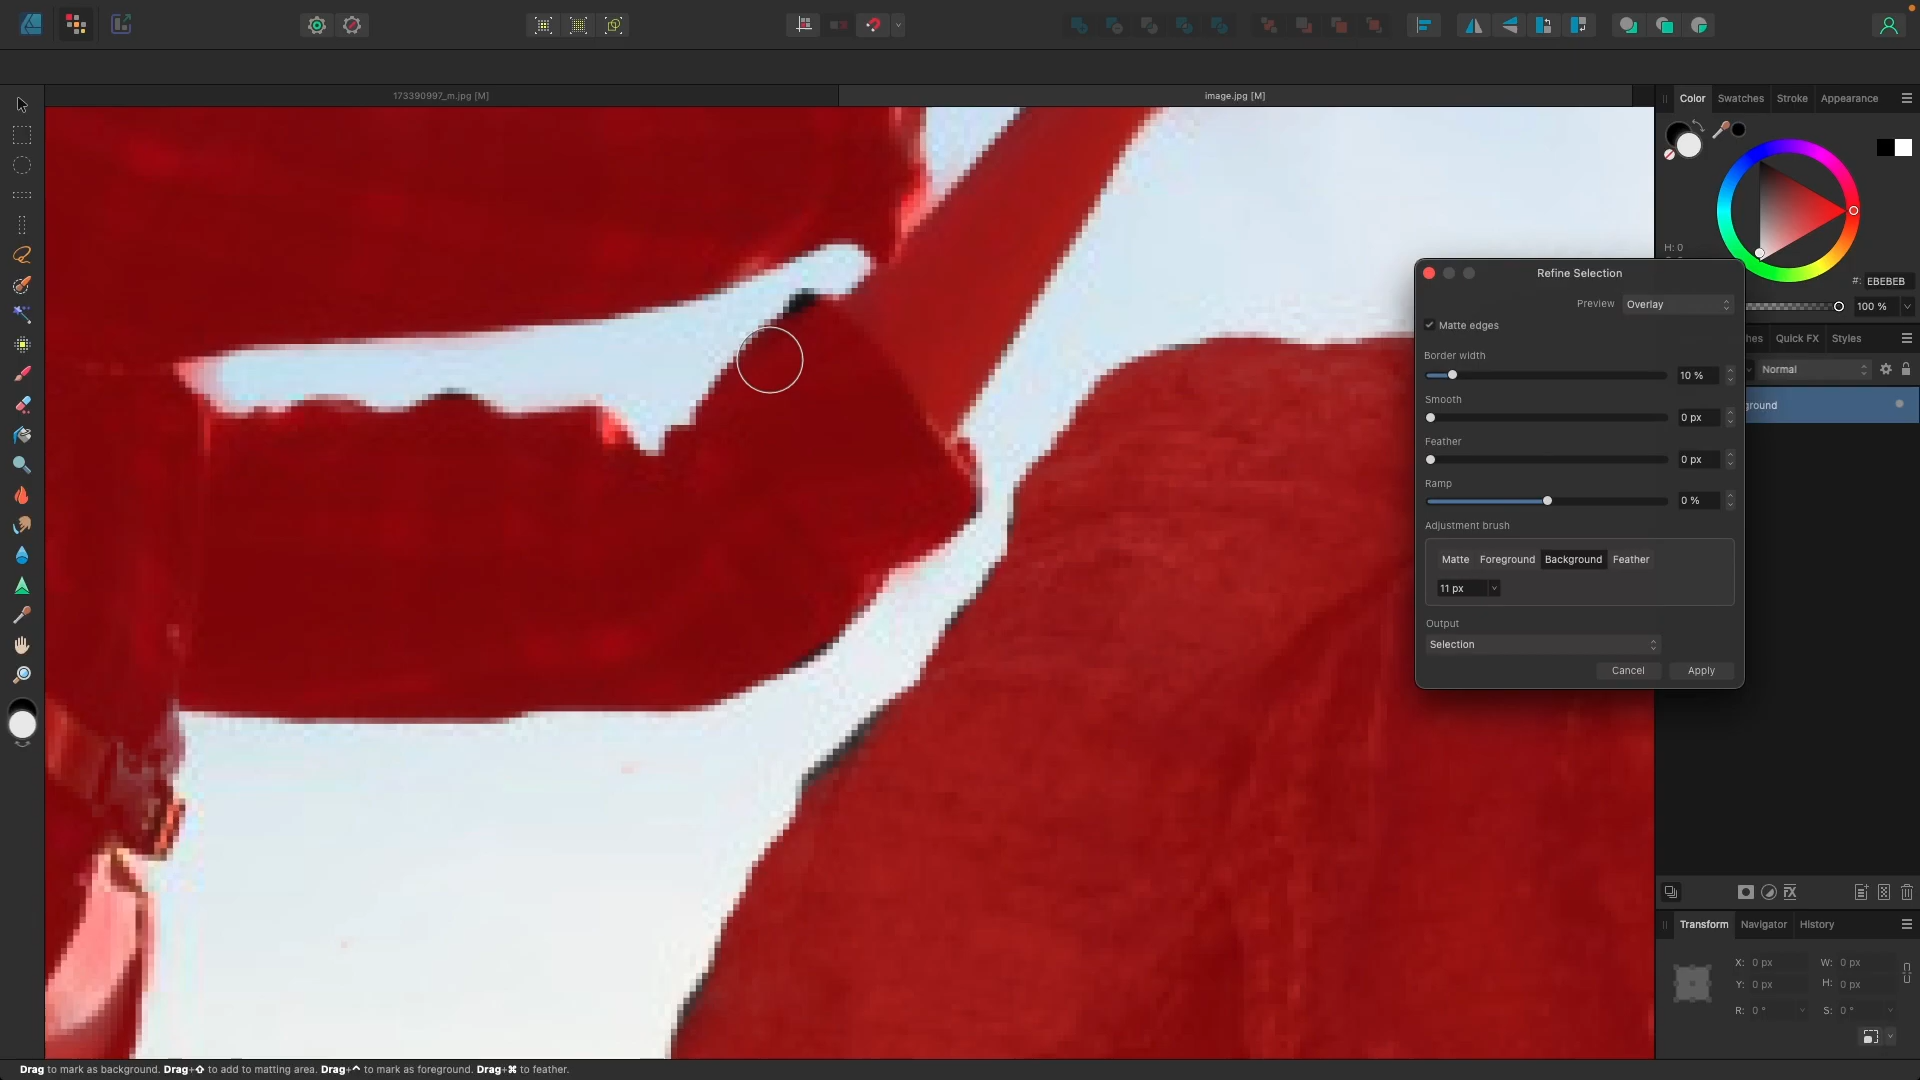 173390997_m.jpg [M]
image.jpg [M]
Color Swatches Stroke Appearance
H: 0
#: EBEBEB
100 %
Quick FX Styles
Normal
Refine Selection
Preview Overlay
Matte edges
Border width
10 %
Smooth
0 px
Feather
0 px
Ramp
0 %
Adjustment brush
Matte Foreground Background Feather
11 px
Output
Selection
Cancel Apply
Transform Navigator History
X: 0 px W: 0 px
Y: 0 px H: 0 px
R: 0 ° S: 0 °
Drag to mark as background. Drag+⇧ to add to matting area. Drag+⌃ to mark as foreground. Drag+⌘ to feather.